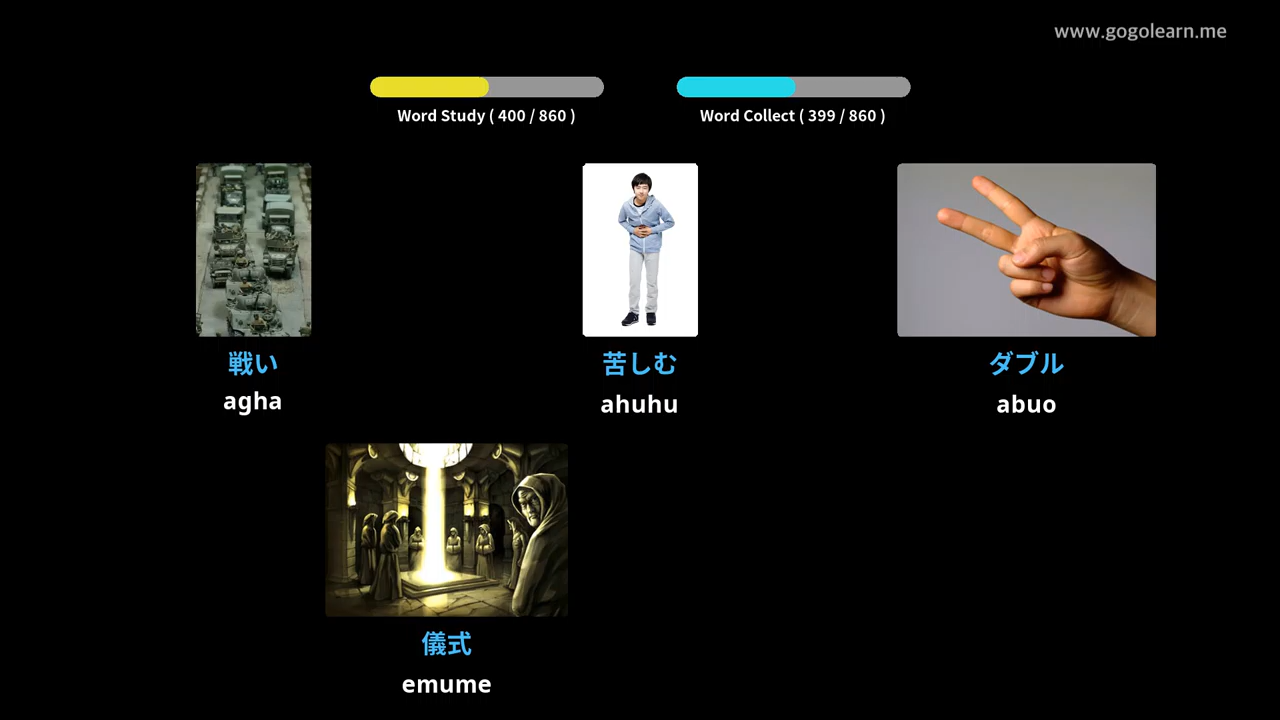 www.gogolearn.me
Word Study ( 400 / 860 )
Word Collect ( 399 / 860 )
戦い
agha
苦しむ
ahuhu
ダブル
abuo
儀式
emume